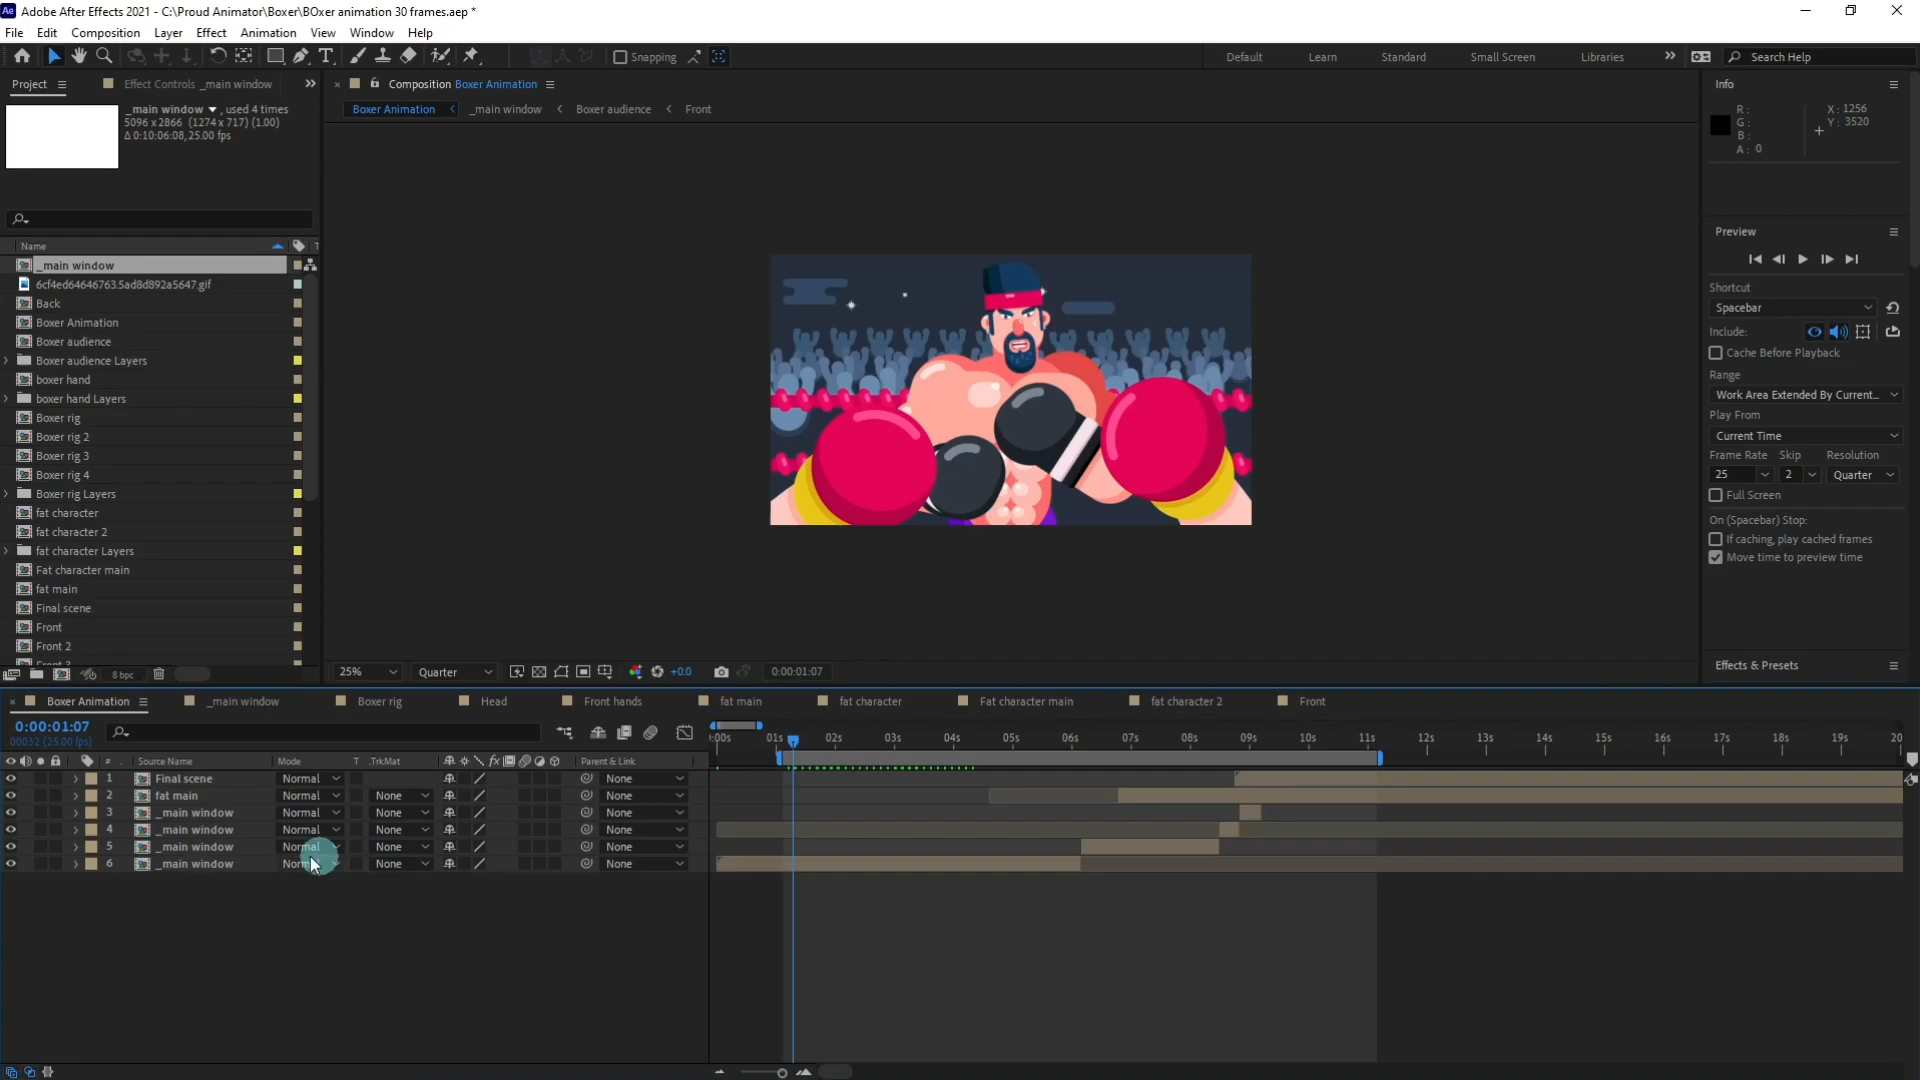 Ae Adobe After Effects 2021 - C:\Proud Animator\Boxer\BOxer animation 30 frames.aep *
File Edit Composition Layer Effect Animation View Window Help
Snapping Default Learn Standard Small Screen Libraries Search Help
Project Effect Controls _main window
_main window , used 4 times
5096 x 2866 (1274 x 717) (1.00)
Δ 0:10:06:08, 25.00 fps
Composition Boxer Animation
Boxer Animation _main window Boxer audience Front
Name
_main window
6cf4ed64646763.5ad8d892a5647.gif
Back
Boxer Animation
Boxer audience
Boxer audience Layers
boxer hand
boxer hand Layers
Boxer rig
Boxer rig 2
Boxer rig 3
Boxer rig 4
Boxer rig Layers
fat character
fat character 2
fat character Layers
Fat character main
fat main
Final scene
Front
Front 2
8 bpc
25% Quarter +0.0 0:00:01:07
Info
R: X: 1256
G: Y: 3520
B:
A: 0
Preview
Shortcut
Spacebar
Include:
Cache Before Playback
Range
Work Area Extended By Current...
Play From
Current Time
Frame Rate Skip Resolution
25 2 Quarter
Full Screen
On (Spacebar) Stop:
If caching, play cached frames
Move time to preview time
Effects & Presets
Boxer Animation _main window Boxer rig Head Front hands fat main fat character Fat character main fat character 2 Front
0:00:01:07
00032 (25.00 fps)
:00s 01s 02s 03s 04s 05s 06s 07s 08s 09s 10s 11s 12s 13s 14s 15s 16s 17s 18s 19s 20
# Source Name Mode T .TrkMat fx Parent & Link
1 Final scene Normal None
2 fat main Normal None None
3 _main window Normal None None
4 _main window Normal None None
5 _main window Normal None None
6 _main window None None